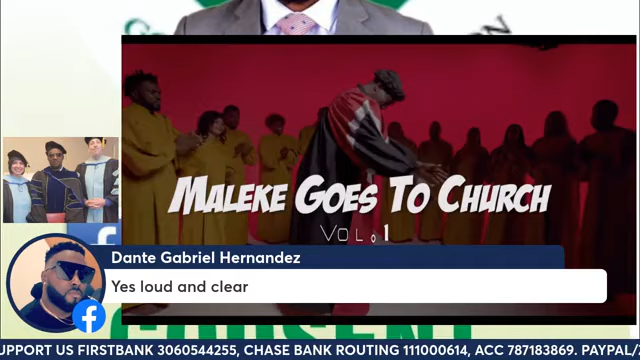 MALEKE GOES TO CHURCH
VOL.1
Dante Gabriel Hernandez
Yes loud and clear
UPPORT US FIRSTBANK 3060544255, CHASE BANK ROUTING 111000614, ACC 787183869. PAYPAL/